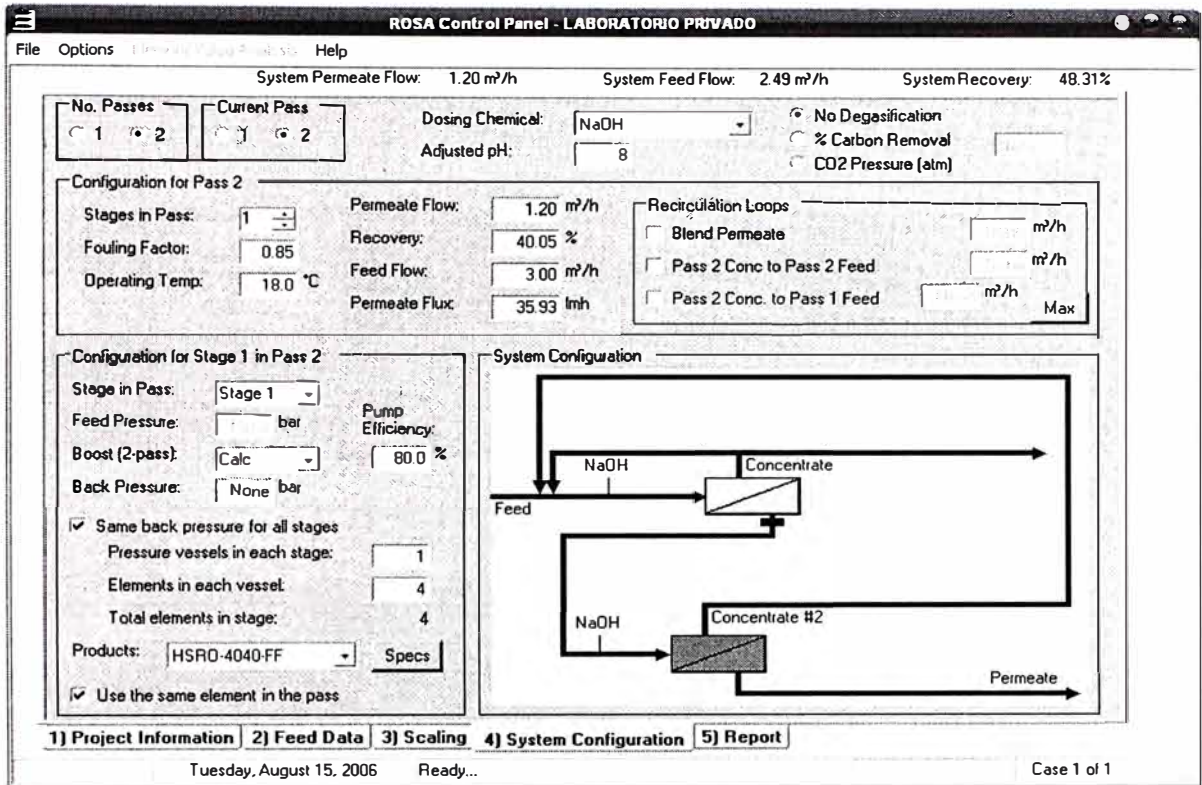 ROSA Control Panel - LABORATORIO PRIVADO
File Options Help
System Permeate Flow: 1.20 m³/h System Feed Flow: 2.49 m³/h System Recovery: 48.31%
No. Passes Current Pass
1 2 1 2
Dosing Chemical: NaOH
Adjusted pH: 8
No Degasification
% Carbon Removal
CO2 Pressure (atm)
Configuration for Pass 2
Stages in Pass: 1
Fouling Factor: 0.85
Operating Temp: 18.0 °C
Permeate Flow: 1.20 m³/h
Recovery: 40.05 %
Feed Flow: 3.00 m³/h
Permeate Flux: 35.93 lmh
Recirculation Loops
Blend Permeate m³/h
Pass 2 Conc to Pass 2 Feed m³/h
Pass 2 Conc. to Pass 1 Feed m³/h
Max
Configuration for Stage 1 in Pass 2
Stage in Pass: Stage 1
Feed Pressure: bar
Boost (2-pass): Calc
Back Pressure: None bar
Pump
Efficiency:
80.0 %
Same back pressure for all stages
Pressure vessels in each stage: 1
Elements in each vessel: 4
Total elements in stage: 4
Products: HSRO-4040-FF Specs
Use the same element in the pass
System Configuration
NaOH Concentrate
Feed
NaOH Concentrate #2
Permeate
1) Project Information 2) Feed Data 3) Scaling 4) System Configuration 5) Report
Tuesday, August 15, 2006 Ready... Case 1 of 1